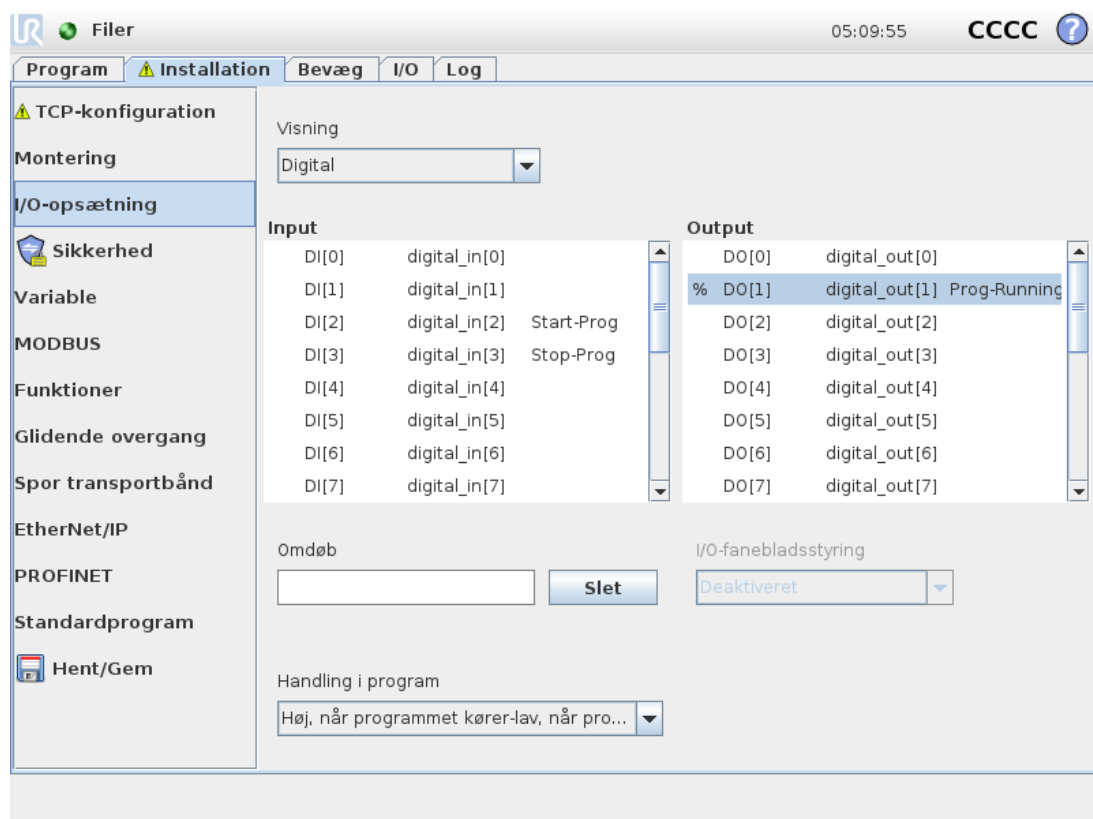 UR Filer 05:09:55 CCCC ?
Program Installation Bevæg I/O Log
TCP-konfiguration
Montering
I/O-opsætning
Sikkerhed
Variable
MODBUS
Funktioner
Glidende overgang
Spor transportbånd
EtherNet/IP
PROFINET
Standardprogram
Hent/Gem
Visning
Digital
Input
DI[0] digital_in[0]
DI[1] digital_in[1]
DI[2] digital_in[2] Start-Prog
DI[3] digital_in[3] Stop-Prog
DI[4] digital_in[4]
DI[5] digital_in[5]
DI[6] digital_in[6]
DI[7] digital_in[7]
Output
DO[0] digital_out[0]
% DO[1] digital_out[1] Prog-Running
DO[2] digital_out[2]
DO[3] digital_out[3]
DO[4] digital_out[4]
DO[5] digital_out[5]
DO[6] digital_out[6]
DO[7] digital_out[7]
Omdøb
Slet
I/O-fanebladsstyring
Deaktiveret
Handling i program
Høj, når programmet kører-lav, når pro...